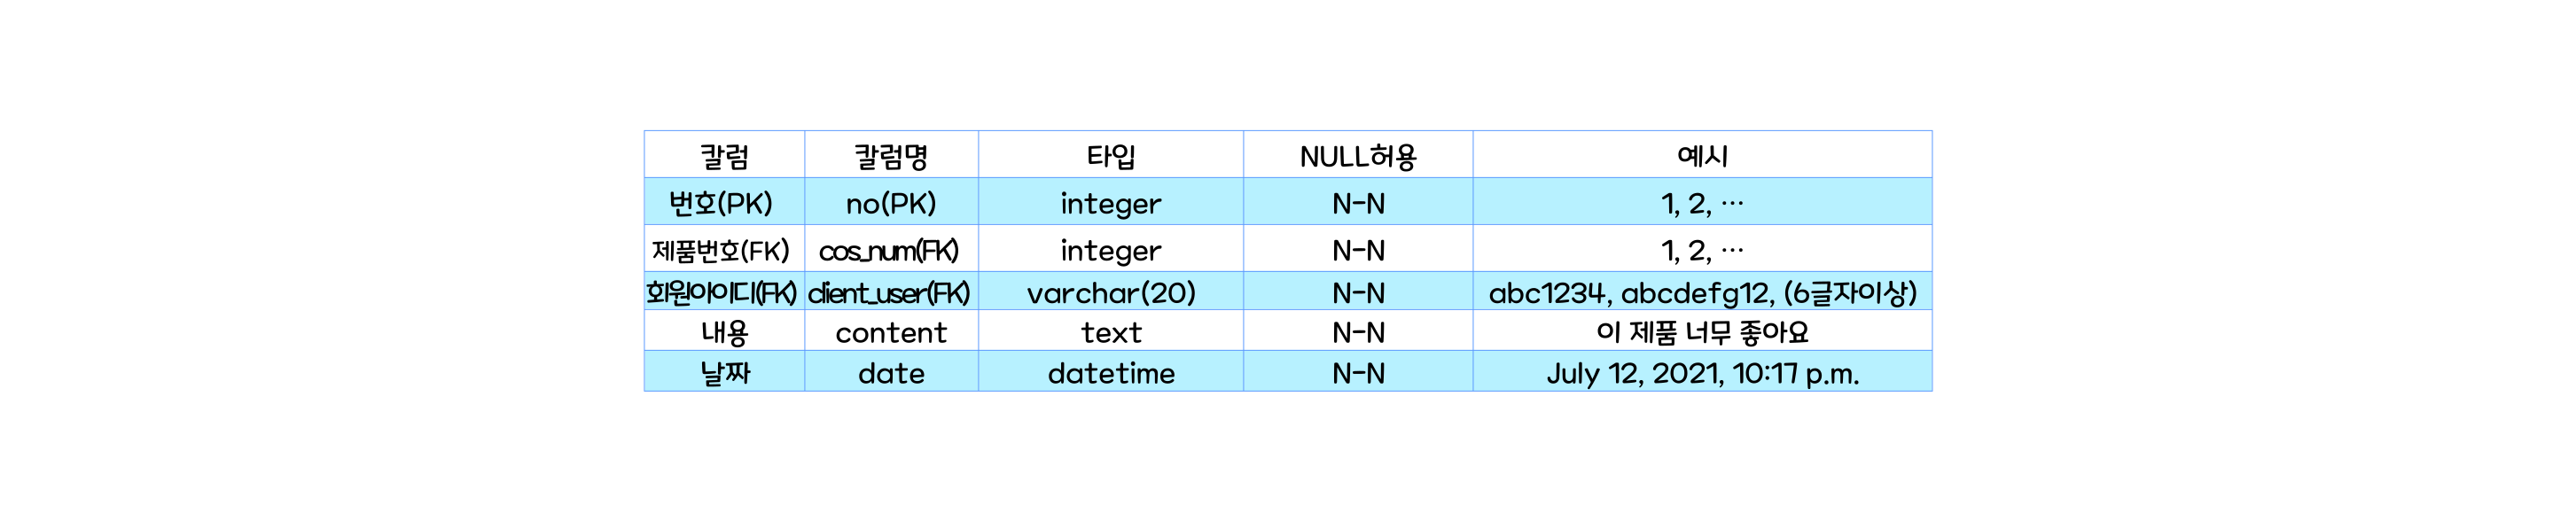 칼럼 칼럼명 타입 NULL허용 예시
번호(PK) no(PK) integer N-N 1, 2, ···
제품번호(FK) cos_num(FK) integer N-N 1, 2, ···
회원아이디(FK) client_user(FK) varchar(20) N-N abc1234, abcdefg12, (6글자이상)
내용 content text N-N 이 제품 너무 좋아요
날짜 date datetime N-N July 12, 2021, 10:17 p.m.